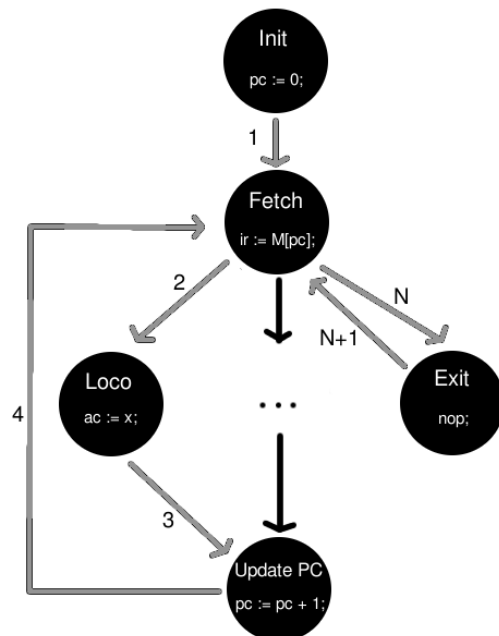 Init
pc := 0;
1
Fetch
ir := M[pc];
2
N
N+1
Loco
ac := x;
...
Exit
nop;
4
3
Update PC
pc := pc + 1;